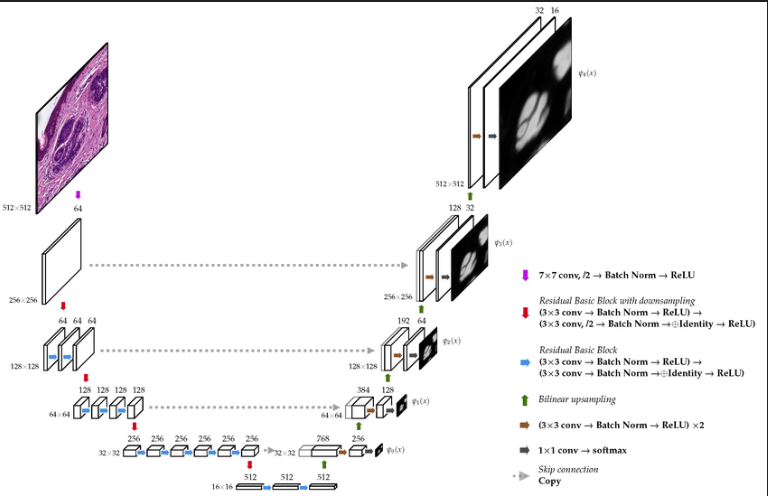 32 16
ψ₄(x)
512×512
64
512×512
128 32
ψ₃(x)
256×256
256×256
64 64 64
192 64
ψ₂(x)
128×128
128×128
128 128 128 128
384 128
ψ₁(x)
64×64
64×64
256 256 256 256 256 256
768 256
ψ₀(x)
32×32
32×32
512 512 512
16×16
7×7 conv, /2 → Batch Norm → ReLU
Residual Basic Block with downsampling
(3×3 conv → Batch Norm → ReLU) →
(3×3 conv, /2 → Batch Norm →⊕Identity → ReLU)
Residual Basic Block
(3×3 conv → Batch Norm → ReLU) →
(3×3 conv → Batch Norm →⊕Identity → ReLU)
Bilinear upsampling
(3×3 conv → Batch Norm → ReLU) ×2
1×1 conv → softmax
Skip connection
Copy